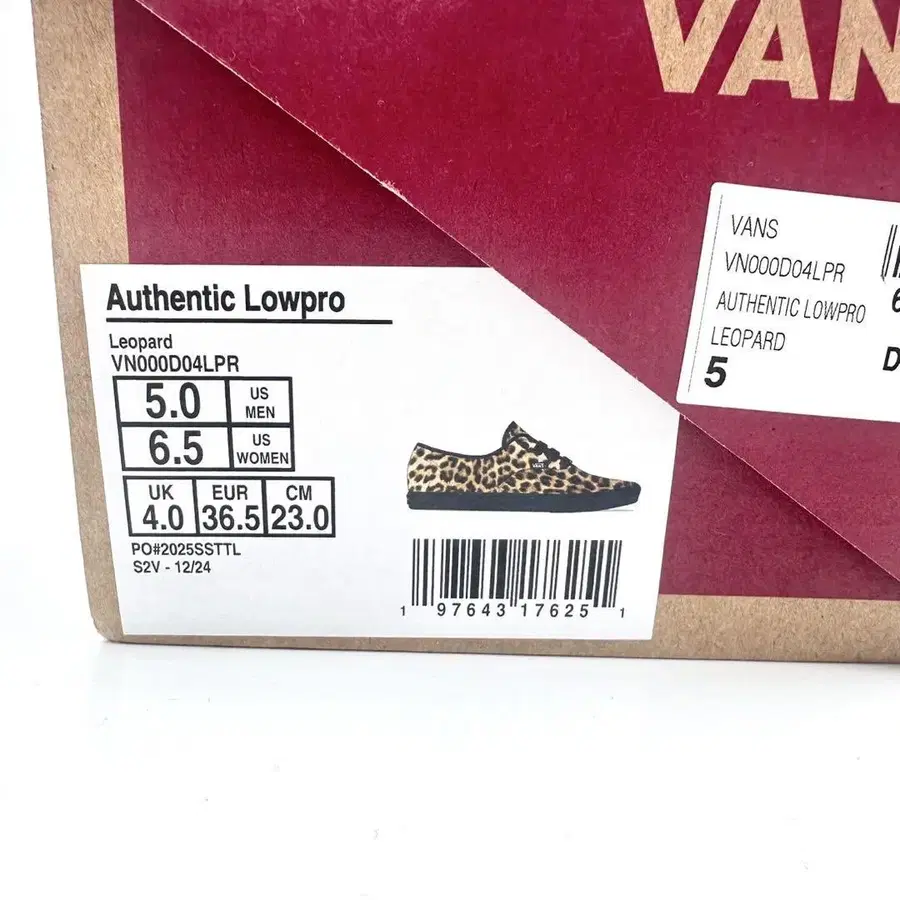 VAN
VANS
VN000D04LPR
AUTHENTIC LOWPRO
LEOPARD
5
Authentic Lowpro
Leopard
VN000D04LPR
5.0 US MEN
6.5 US WOMEN
UK EUR CM
4.0 36.5 23.0
PO#2025SSTTL
S2V - 12/24
VANS
1 97643 17625 1